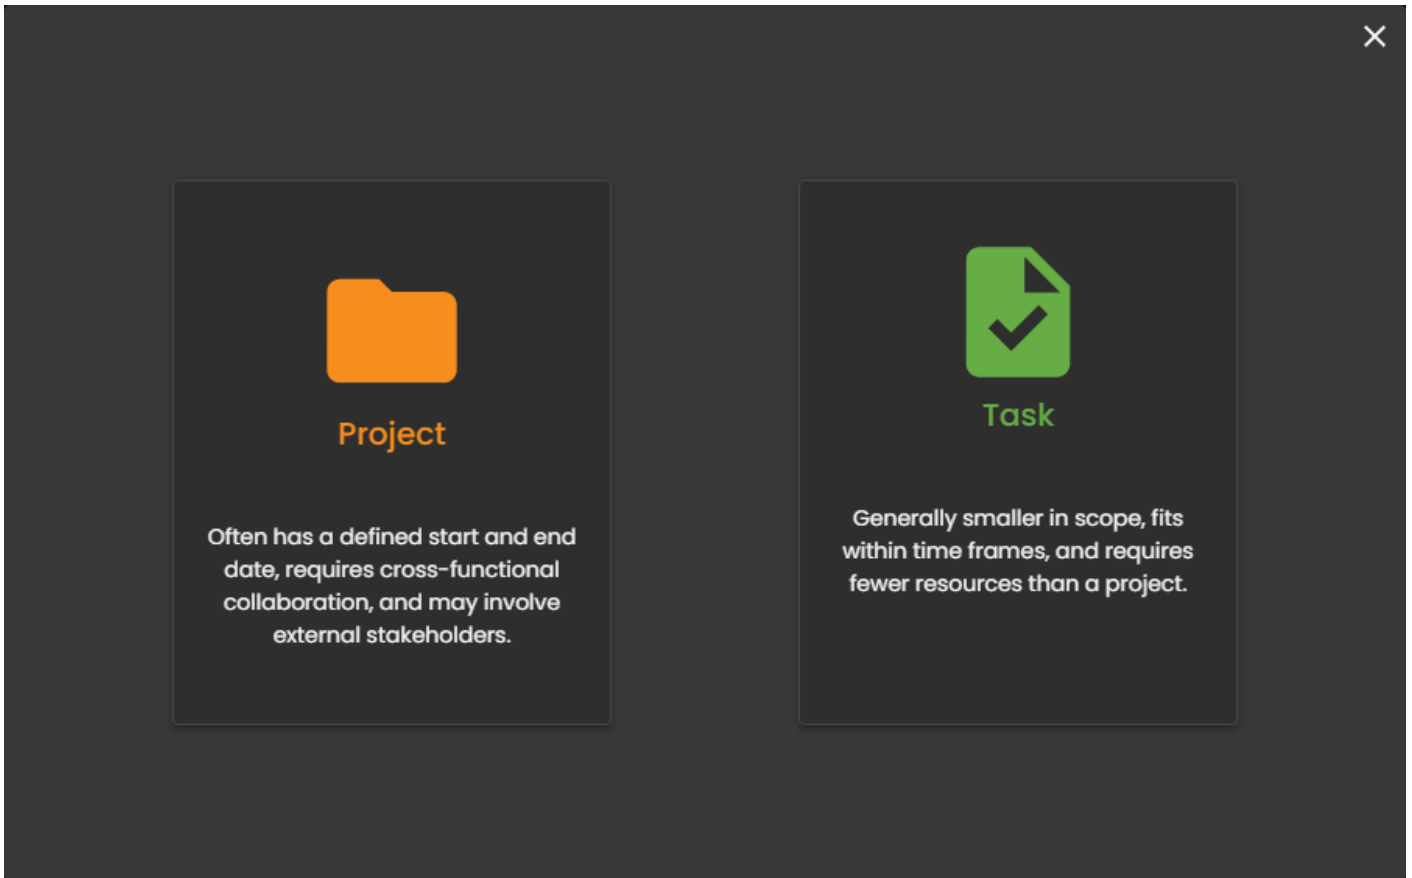 Project
Often has a defined start and end
date, requires cross-functional
collaboration, and may involve
external stakeholders.
Task
Generally smaller in scope, fits
within time frames, and requires
fewer resources than a project.